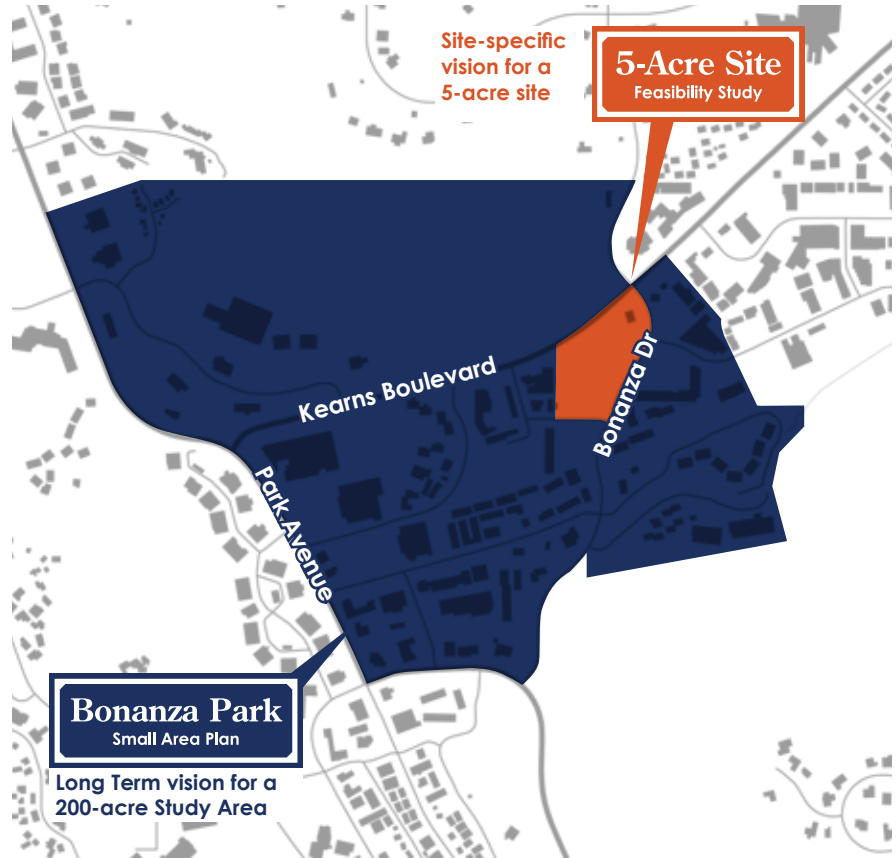 Site-specific
vision for a
5-acre site
5-Acre Site
Feasibility Study
Kearns Boulevard
Bonanza Dr
Park Avenue
Bonanza Park
Small Area Plan
Long Term vision for a
200-acre Study Area